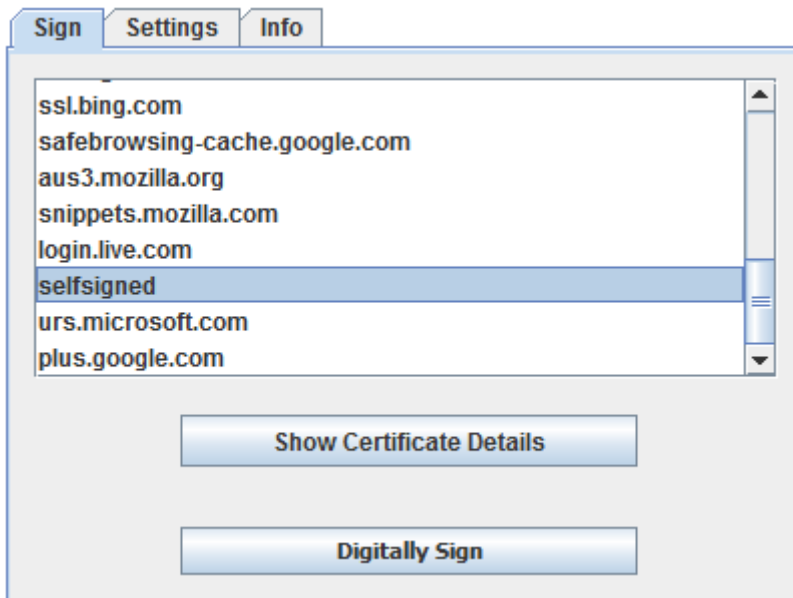 Sign Settings Info
ssl.bing.com
safebrowsing-cache.google.com
aus3.mozilla.org
snippets.mozilla.com
login.live.com
selfsigned
urs.microsoft.com
plus.google.com
Show Certificate Details
Digitally Sign